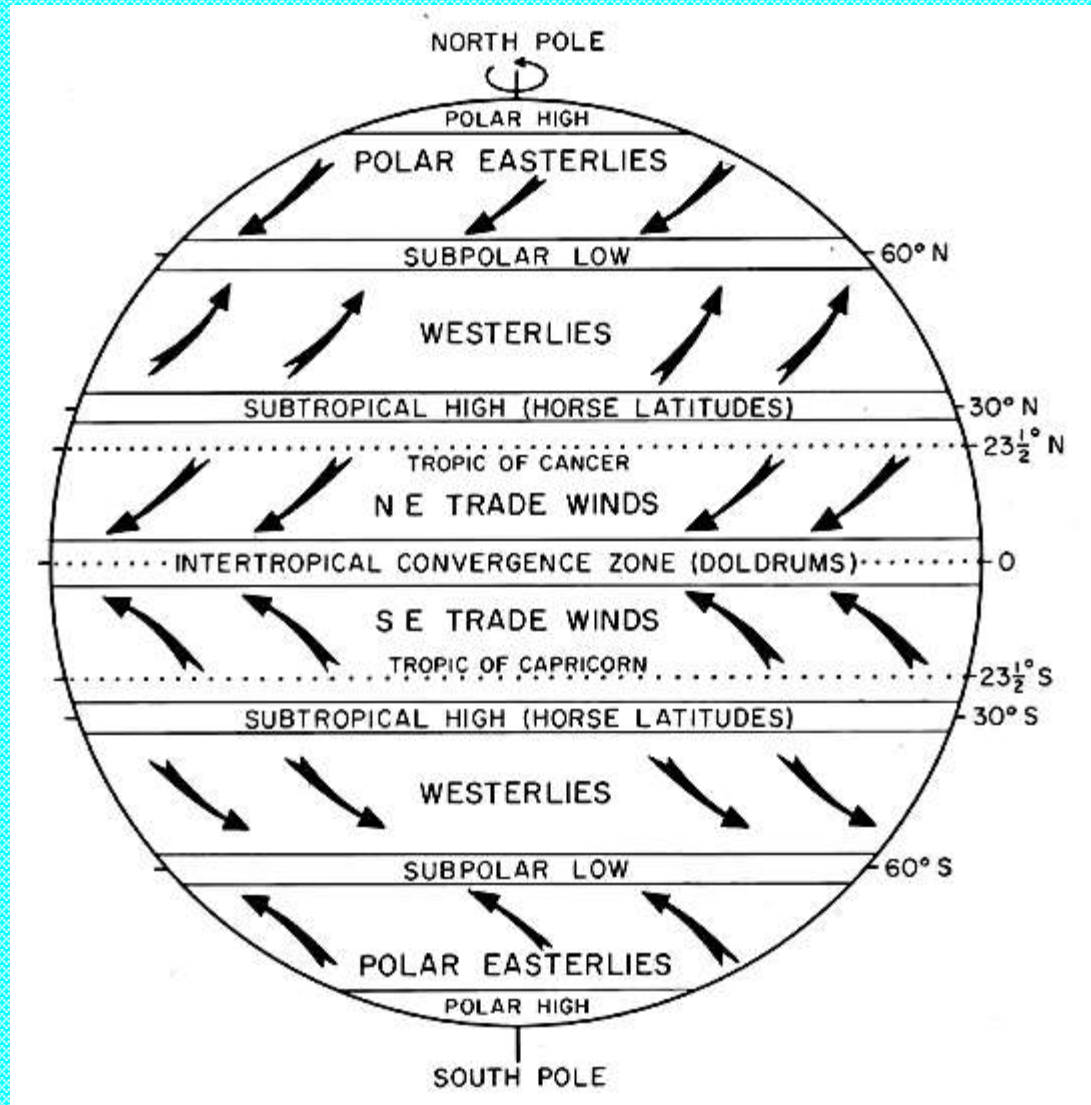 NORTH POLE
POLAR HIGH
POLAR EASTERLIES
SUBPOLAR LOW
60° N
WESTERLIES
SUBTROPICAL HIGH (HORSE LATITUDES)
30° N
23½° N
TROPIC OF CANCER
N E TRADE WINDS
INTERTROPICAL CONVERGENCE ZONE (DOLDRUMS)
0
S E TRADE WINDS
TROPIC OF CAPRICORN
23½° S
SUBTROPICAL HIGH (HORSE LATITUDES)
30° S
WESTERLIES
SUBPOLAR LOW
60° S
POLAR EASTERLIES
POLAR HIGH
SOUTH POLE